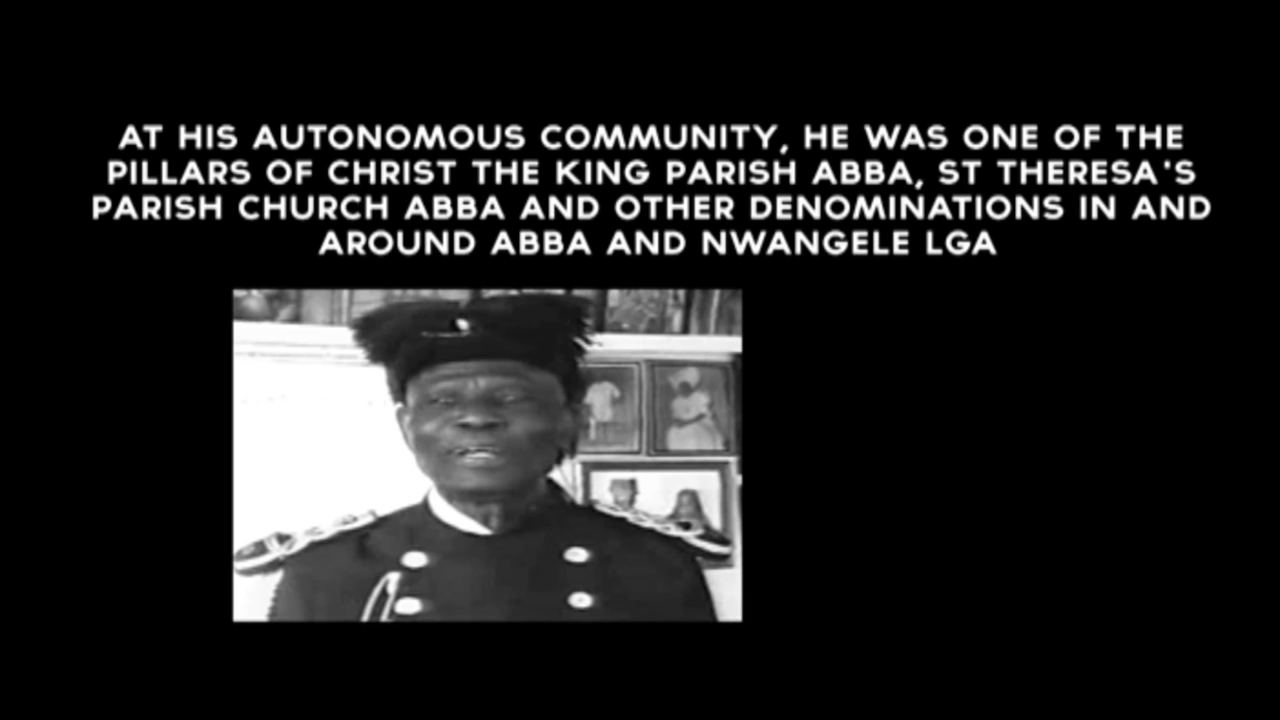 AT HIS AUTONOMOUS COMMUNITY, HE WAS ONE OF THE
PILLARS OF CHRIST THE KING PARISH ABBA, ST THERESA'S
PARISH CHURCH ABBA AND OTHER DENOMINATIONS IN AND
AROUND ABBA AND NWANGELE LGA